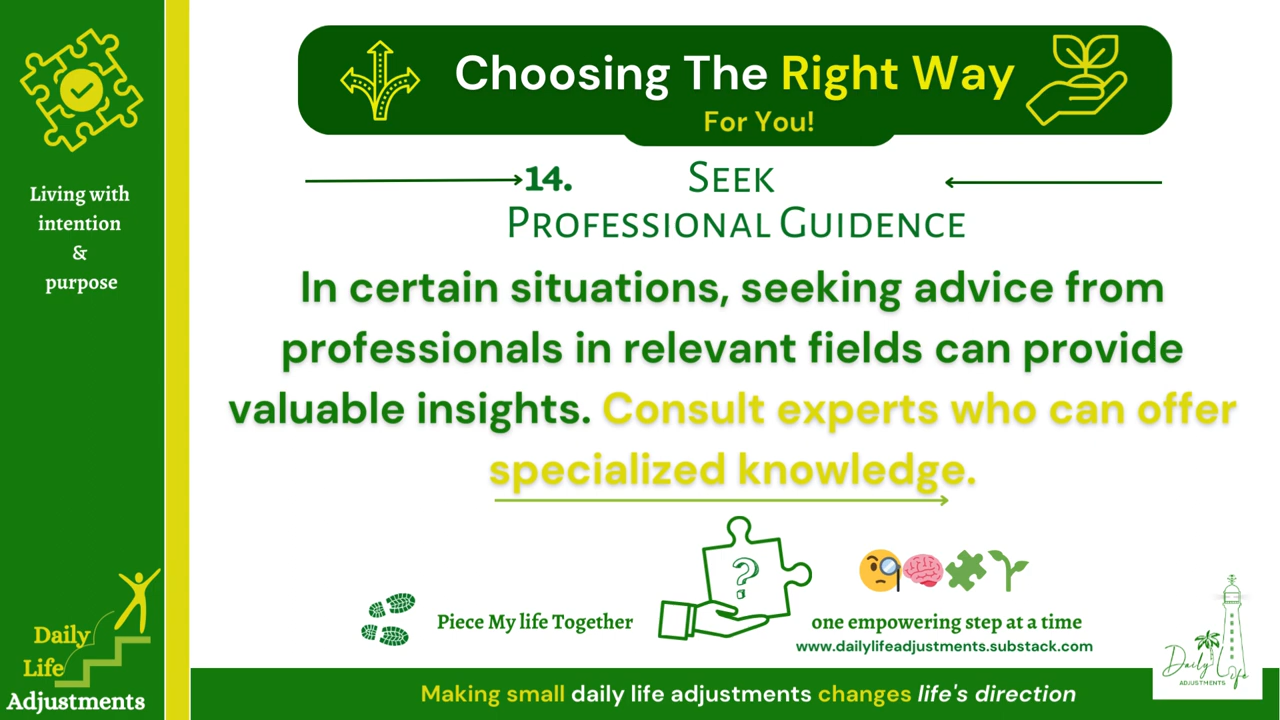 Choosing The Right Way
For You!
Living with
intention
&
purpose
14. Seek
Professional Guidence
In certain situations, seeking advice from
professionals in relevant fields can provide
valuable insights. Consult experts who can offer
specialized knowledge.
?
Piece My life Together
one empowering step at a time
www.dailylifeadjustments.substack.com
Daily
Life
Adjustments
Daily Life
ADJUSTMENTS
Making small daily life adjustments changes life's direction